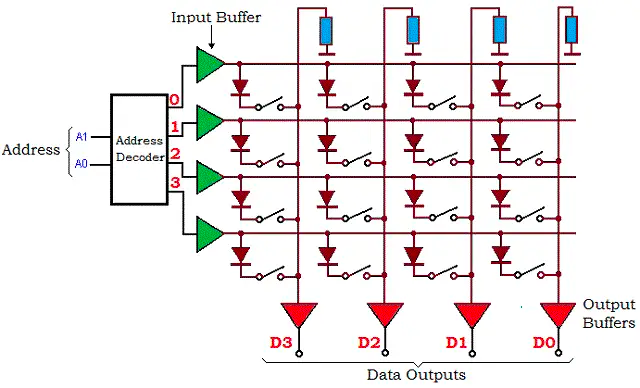 Input Buffer
0
1
2
3
A1
A0
Address
Address
Decoder
Output
Buffers
D3
D2
D1
D0
Data Outputs